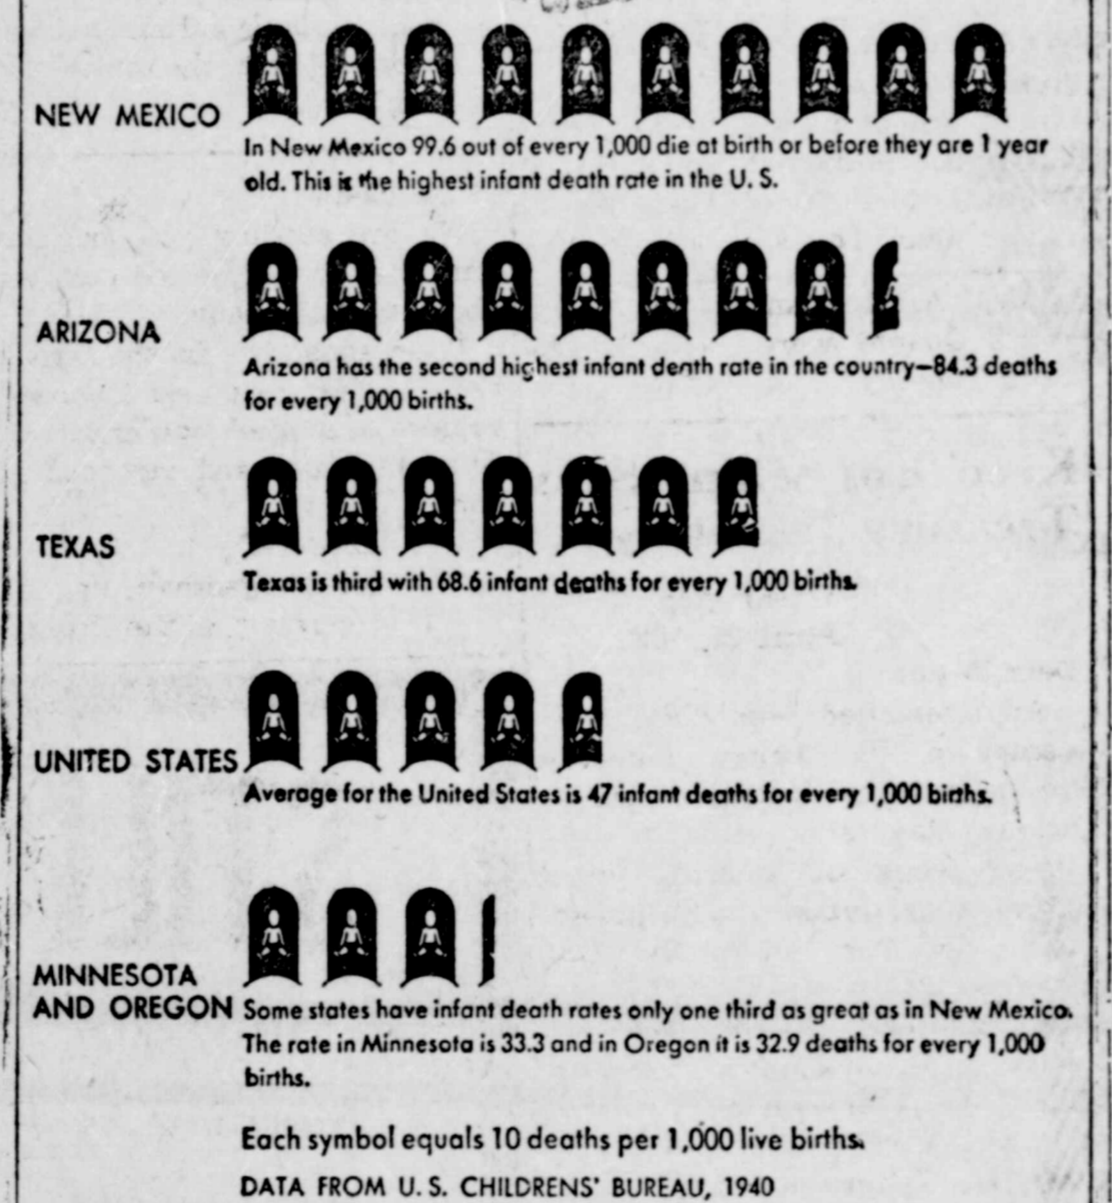 NEW MEXICO
In New Mexico 99.6 out of every 1,000 die at birth or before they are 1 year
old. This is the highest infant death rate in the U. S.
ARIZONA
Arizona has the second highest infant denth rate in the country—84.3 deaths
for every 1,000 births.
TEXAS
Texas is third with 68.6 infant deaths for every 1,000 births.
UNITED STATES
Average for the United States is 47 infant deaths for every 1,000 births.
MINNESOTA
AND OREGON
Some states have infant death rates only one third as great as in New Mexico.
The rate in Minnesota is 33.3 and in Oregon it is 32.9 deaths for every 1,000
births.
Each symbol equals 10 deaths per 1,000 live births.
DATA FROM U. S. CHILDRENS' BUREAU, 1940